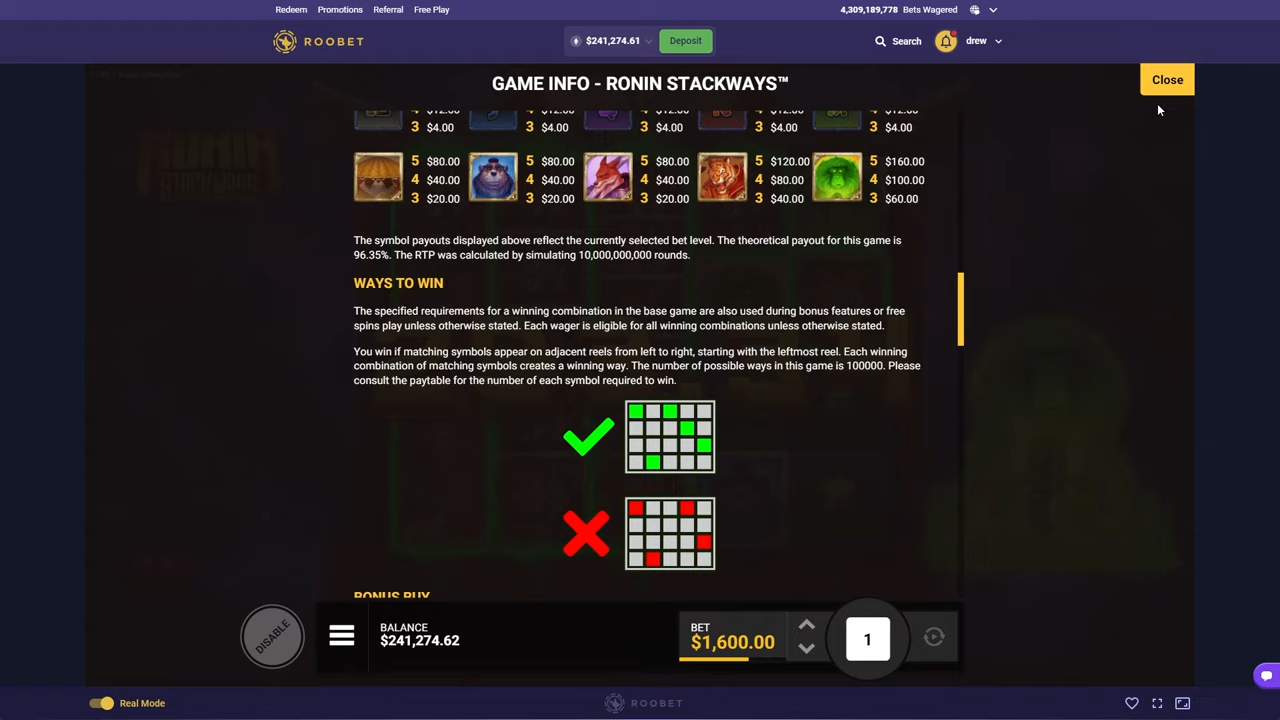 Redeem Promotions Referral Free Play 4,309,189,778 Bets Wagered
ROOBET $241,274.61 Deposit Search drew
GAME INFO - RONIN STACKWAYS™ Close
3 $4.00 3 $4.00 3 $4.00 3 $4.00 3 $4.00
5 $80.00 5 $80.00 5 $80.00 5 $120.00 5 $160.00
4 $40.00 4 $40.00 4 $40.00 4 $80.00 4 $100.00
3 $20.00 3 $20.00 3 $20.00 3 $40.00 3 $60.00
The symbol payouts displayed above reflect the currently selected bet level. The theoretical payout for this game is
96.35%. The RTP was calculated by simulating 10,000,000,000 rounds.
WAYS TO WIN
The specified requirements for a winning combination in the base game are also used during bonus features or free
spins play unless otherwise stated. Each wager is eligible for all winning combinations unless otherwise stated.
You win if matching symbols appear on adjacent reels from left to right, starting with the leftmost reel. Each winning
combination of matching symbols creates a winning way. The number of possible ways in this game is 100000. Please
consult the paytable for the number of each symbol required to win.
BONUS BUY
DISABLE
BALANCE
$241,274.62
BET
$1,600.00
1
Real Mode ROOBET